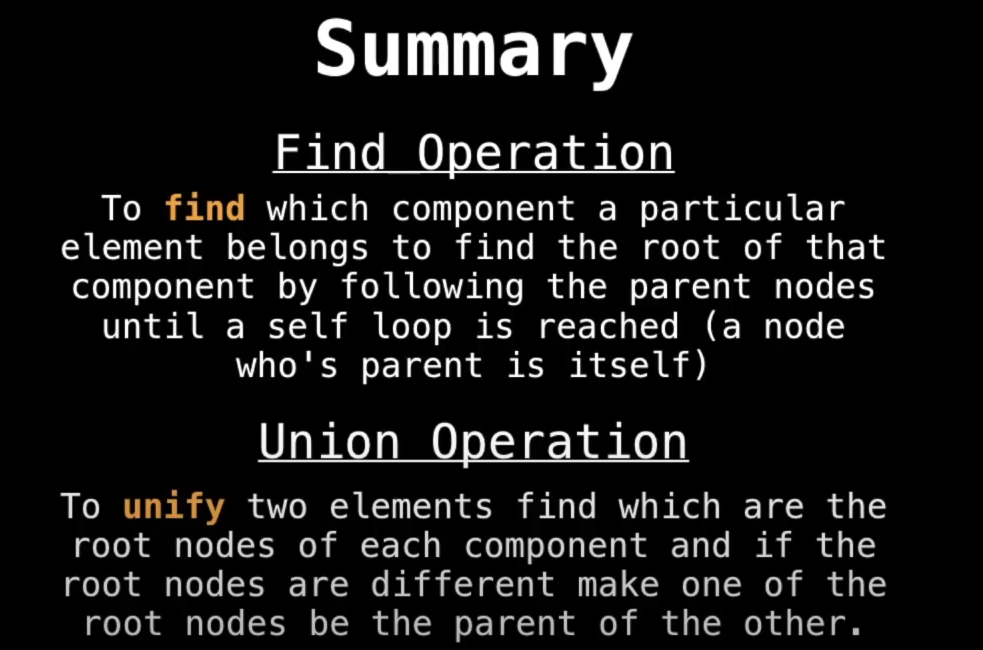 Summary
Find Operation
To find which component a particular
element belongs to find the root of that
component by following the parent nodes
until a self loop is reached (a node
who's parent is itself)
Union Operation
To unify two elements find which are the
root nodes of each component and if the
root nodes are different make one of the
root nodes be the parent of the other.